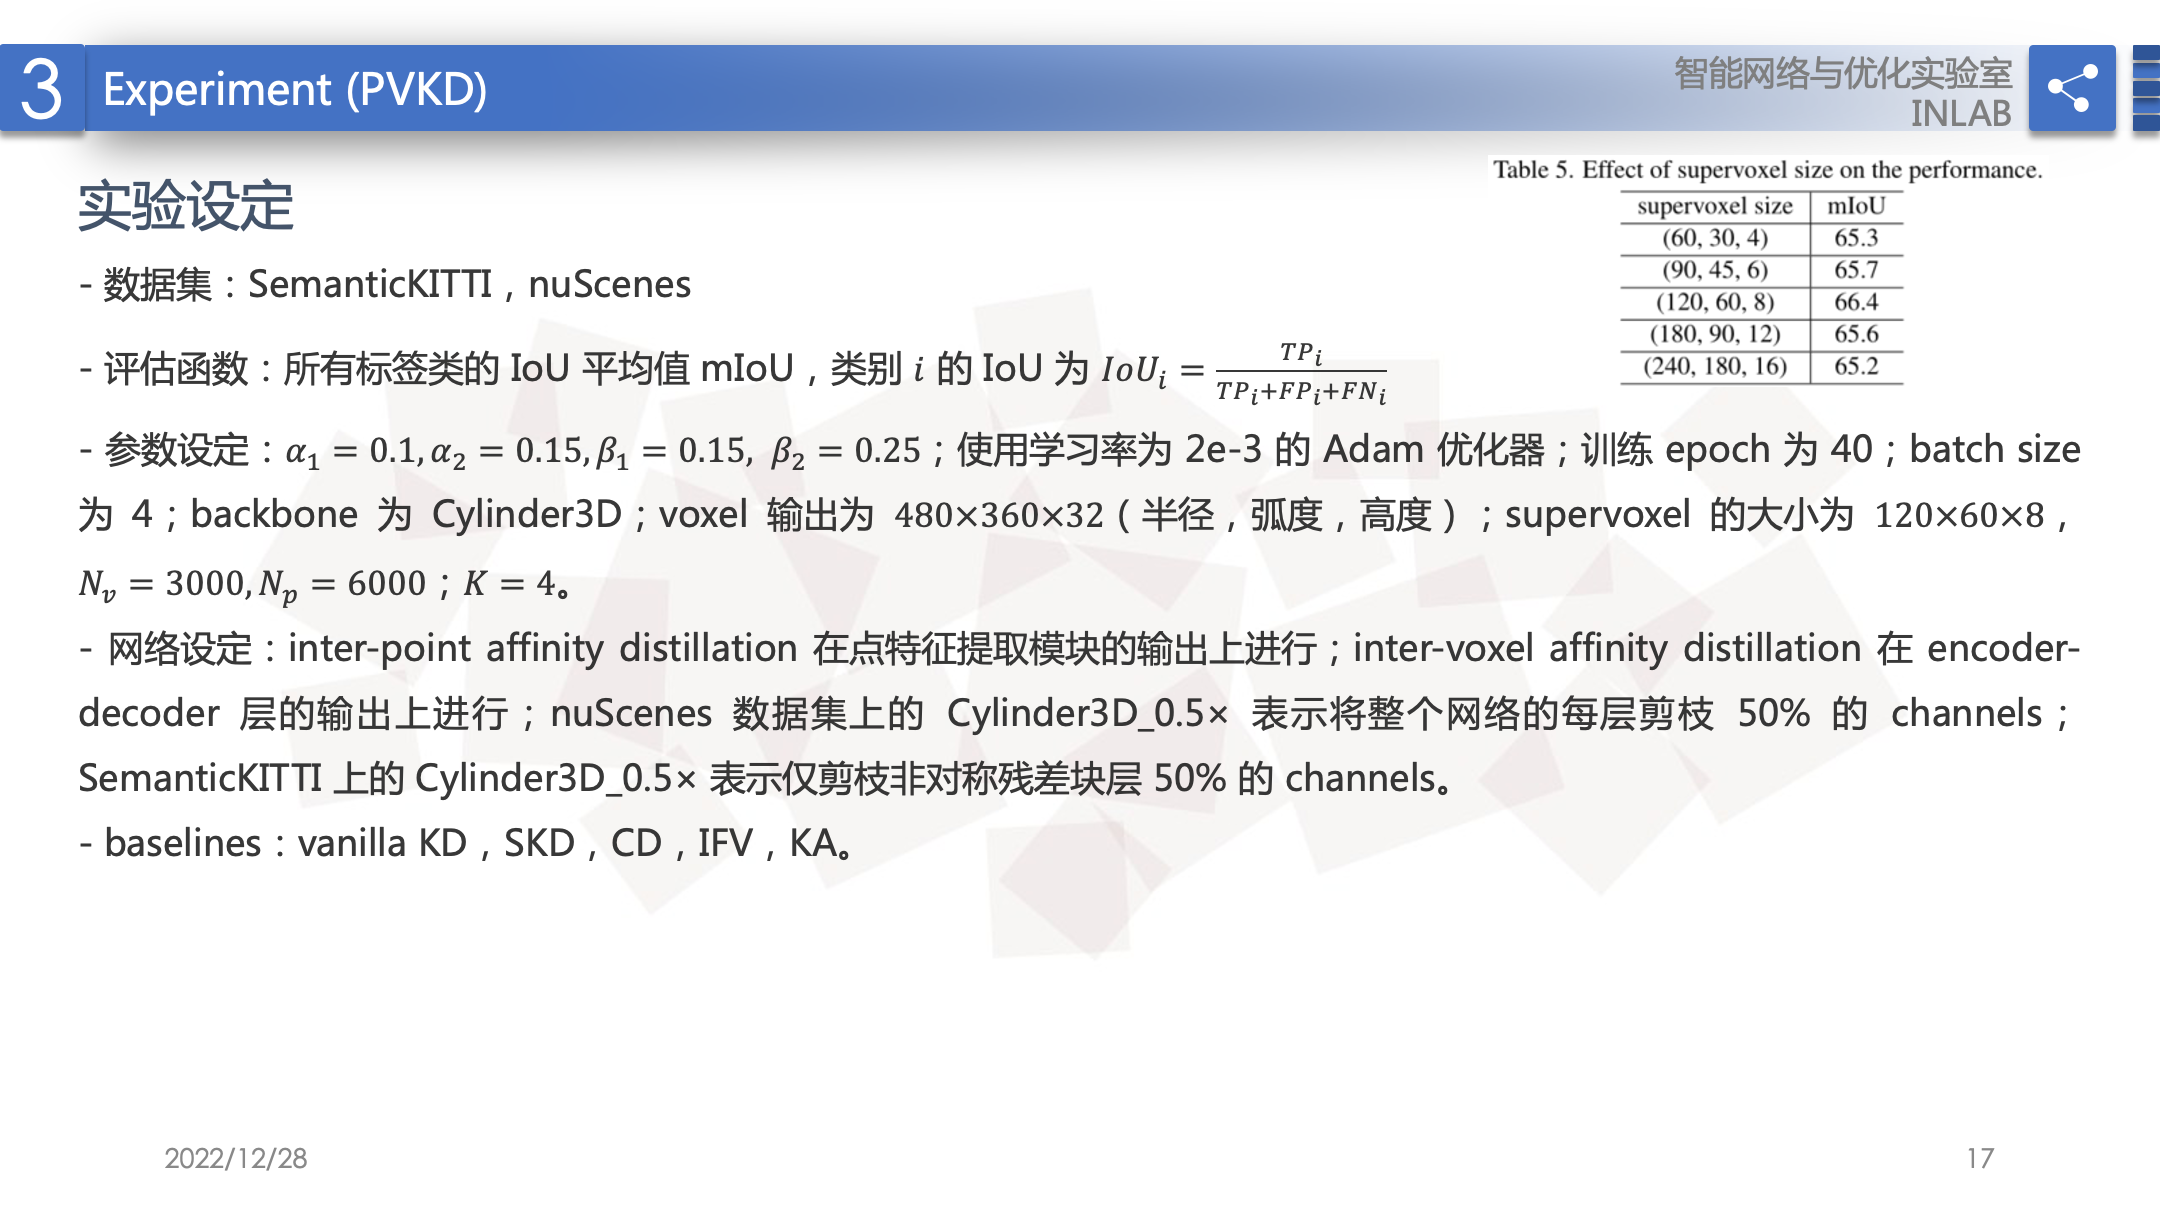 3 Experiment (PVKD)
智能网络与优化实验室
INLAB
Table 5. Effect of supervoxel size on the performance.
supervoxel size mIoU
(60, 30, 4) 65.3
(90, 45, 6) 65.7
(120, 60, 8) 66.4
(180, 90, 12) 65.6
(240, 180, 16) 65.2
实验设定
- 数据集：SemanticKITTI，nuScenes
- 评估函数：所有标签类的 IoU 平均值 mIoU，类别 i 的 IoU 为 IoU_i = TP_i / (TP_i+FP_i+FN_i)
- 参数设定：α₁ = 0.1, α₂ = 0.15, β₁ = 0.15, β₂ = 0.25；使用学习率为 2e-3 的 Adam 优化器；训练 epoch 为 40；batch size
为 4；backbone 为 Cylinder3D；voxel 输出为 480×360×32（半径，弧度，高度）；supervoxel 的大小为 120×60×8，
N_v = 3000, N_p = 6000；K = 4。
- 网络设定：inter-point affinity distillation 在点特征提取模块的输出上进行；inter-voxel affinity distillation 在 encoder-
decoder 层的输出上进行；nuScenes 数据集上的 Cylinder3D_0.5× 表示将整个网络的每层剪枝 50% 的 channels；
SemanticKITTI 上的 Cylinder3D_0.5× 表示仅剪枝非对称残差块层 50% 的 channels。
- baselines：vanilla KD，SKD，CD，IFV，KA。
2022/12/28
17